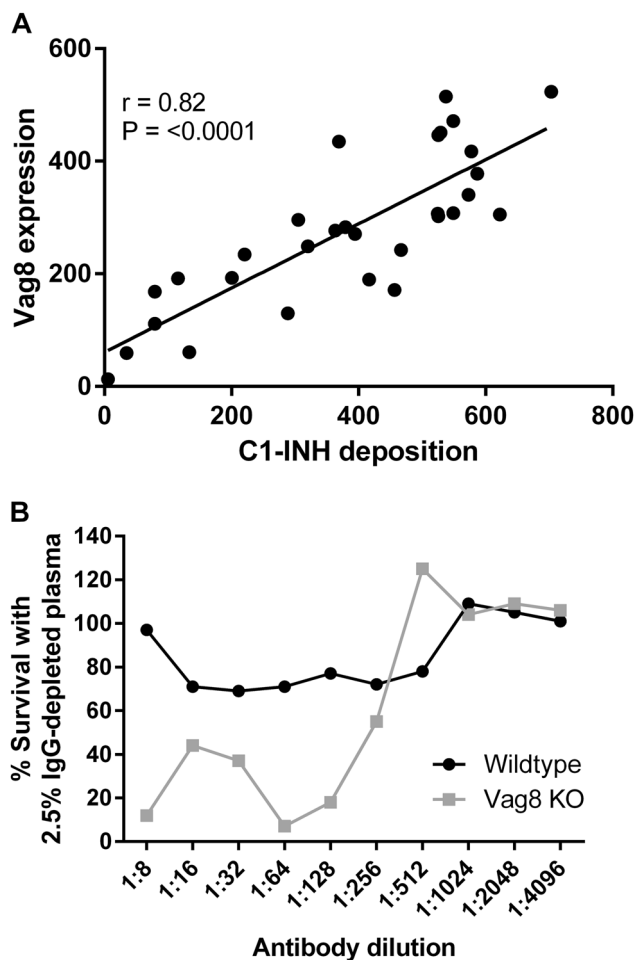 A
r = 0.82
P = <0.0001
Vag8 expression
600
400
200
0
0 200 400 600 800
C1-INH deposition
B
% Survival with
2.5% IgG-depleted plasma
140
120
100
80
60
40
20
0
Wildtype
Vag8 KO
1:8 1:16 1:32 1:64 1:128 1:256 1:512 1:1024 1:2048 1:4096
Antibody dilution